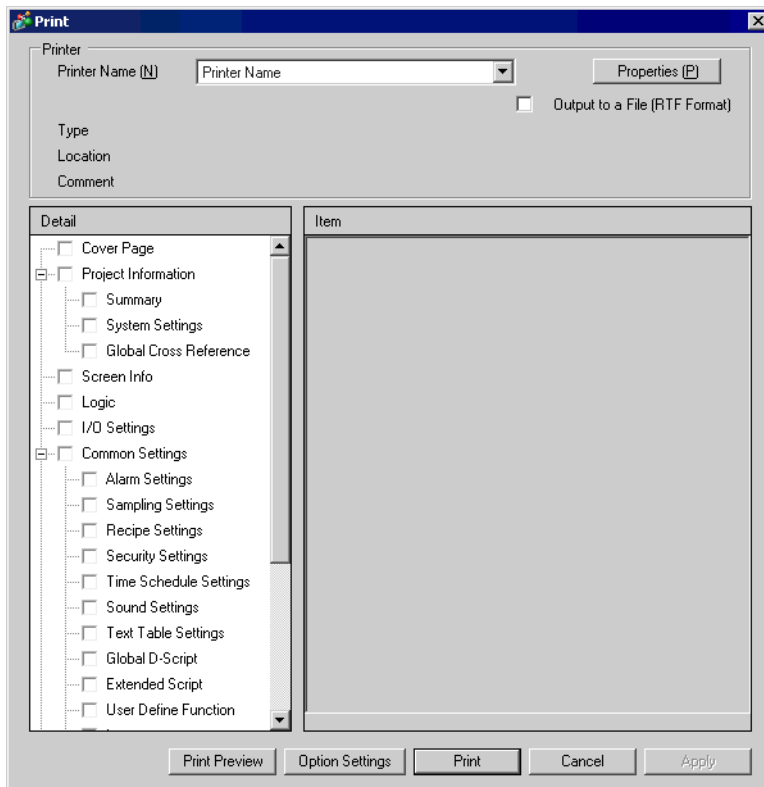 Print
Printer
Printer Name (N)
Printer Name
Properties (P)
Output to a File (RTF Format)
Type
Location
Comment
Detail
Item
Cover Page
Project Information
Summary
System Settings
Global Cross Reference
Screen Info
Logic
I/O Settings
Common Settings
Alarm Settings
Sampling Settings
Recipe Settings
Security Settings
Time Schedule Settings
Sound Settings
Text Table Settings
Global D-Script
Extended Script
User Define Function
Print Preview
Option Settings
Print
Cancel
Apply